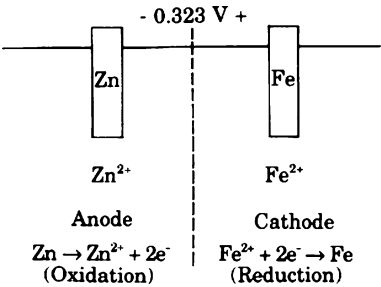 - 0.323 V +
Zn Fe
Zn²⁺ Fe²⁺
Anode Cathode
Zn → Zn²⁺ + 2e⁻ Fe²⁺ + 2e⁻ → Fe
(Oxidation) (Reduction)